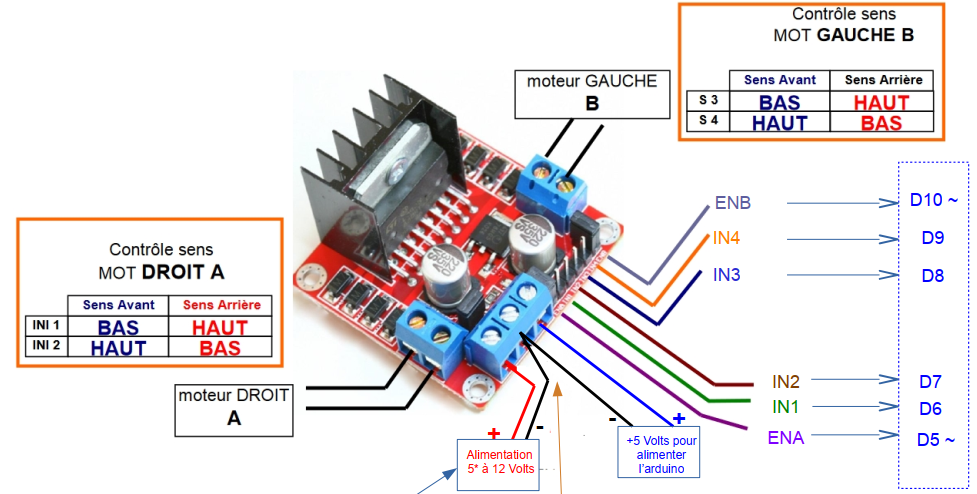 Contrôle sens
MOT GAUCHE B
Sens Avant Sens Arrière
S 3 BAS HAUT
S 4 HAUT BAS
moteur GAUCHE
B
Contrôle sens
MOT DROIT A
Sens Avant Sens Arrière
INI 1 BAS HAUT
INI 2 HAUT BAS
moteur DROIT
A
ENB D10 ~
IN4 D9
IN3 D8
IN2 D7
IN1 D6
ENA D5 ~
+ -
Alimentation
5* à 12 Volts
- +
+5 Volts pour
alimenter
l'arduino